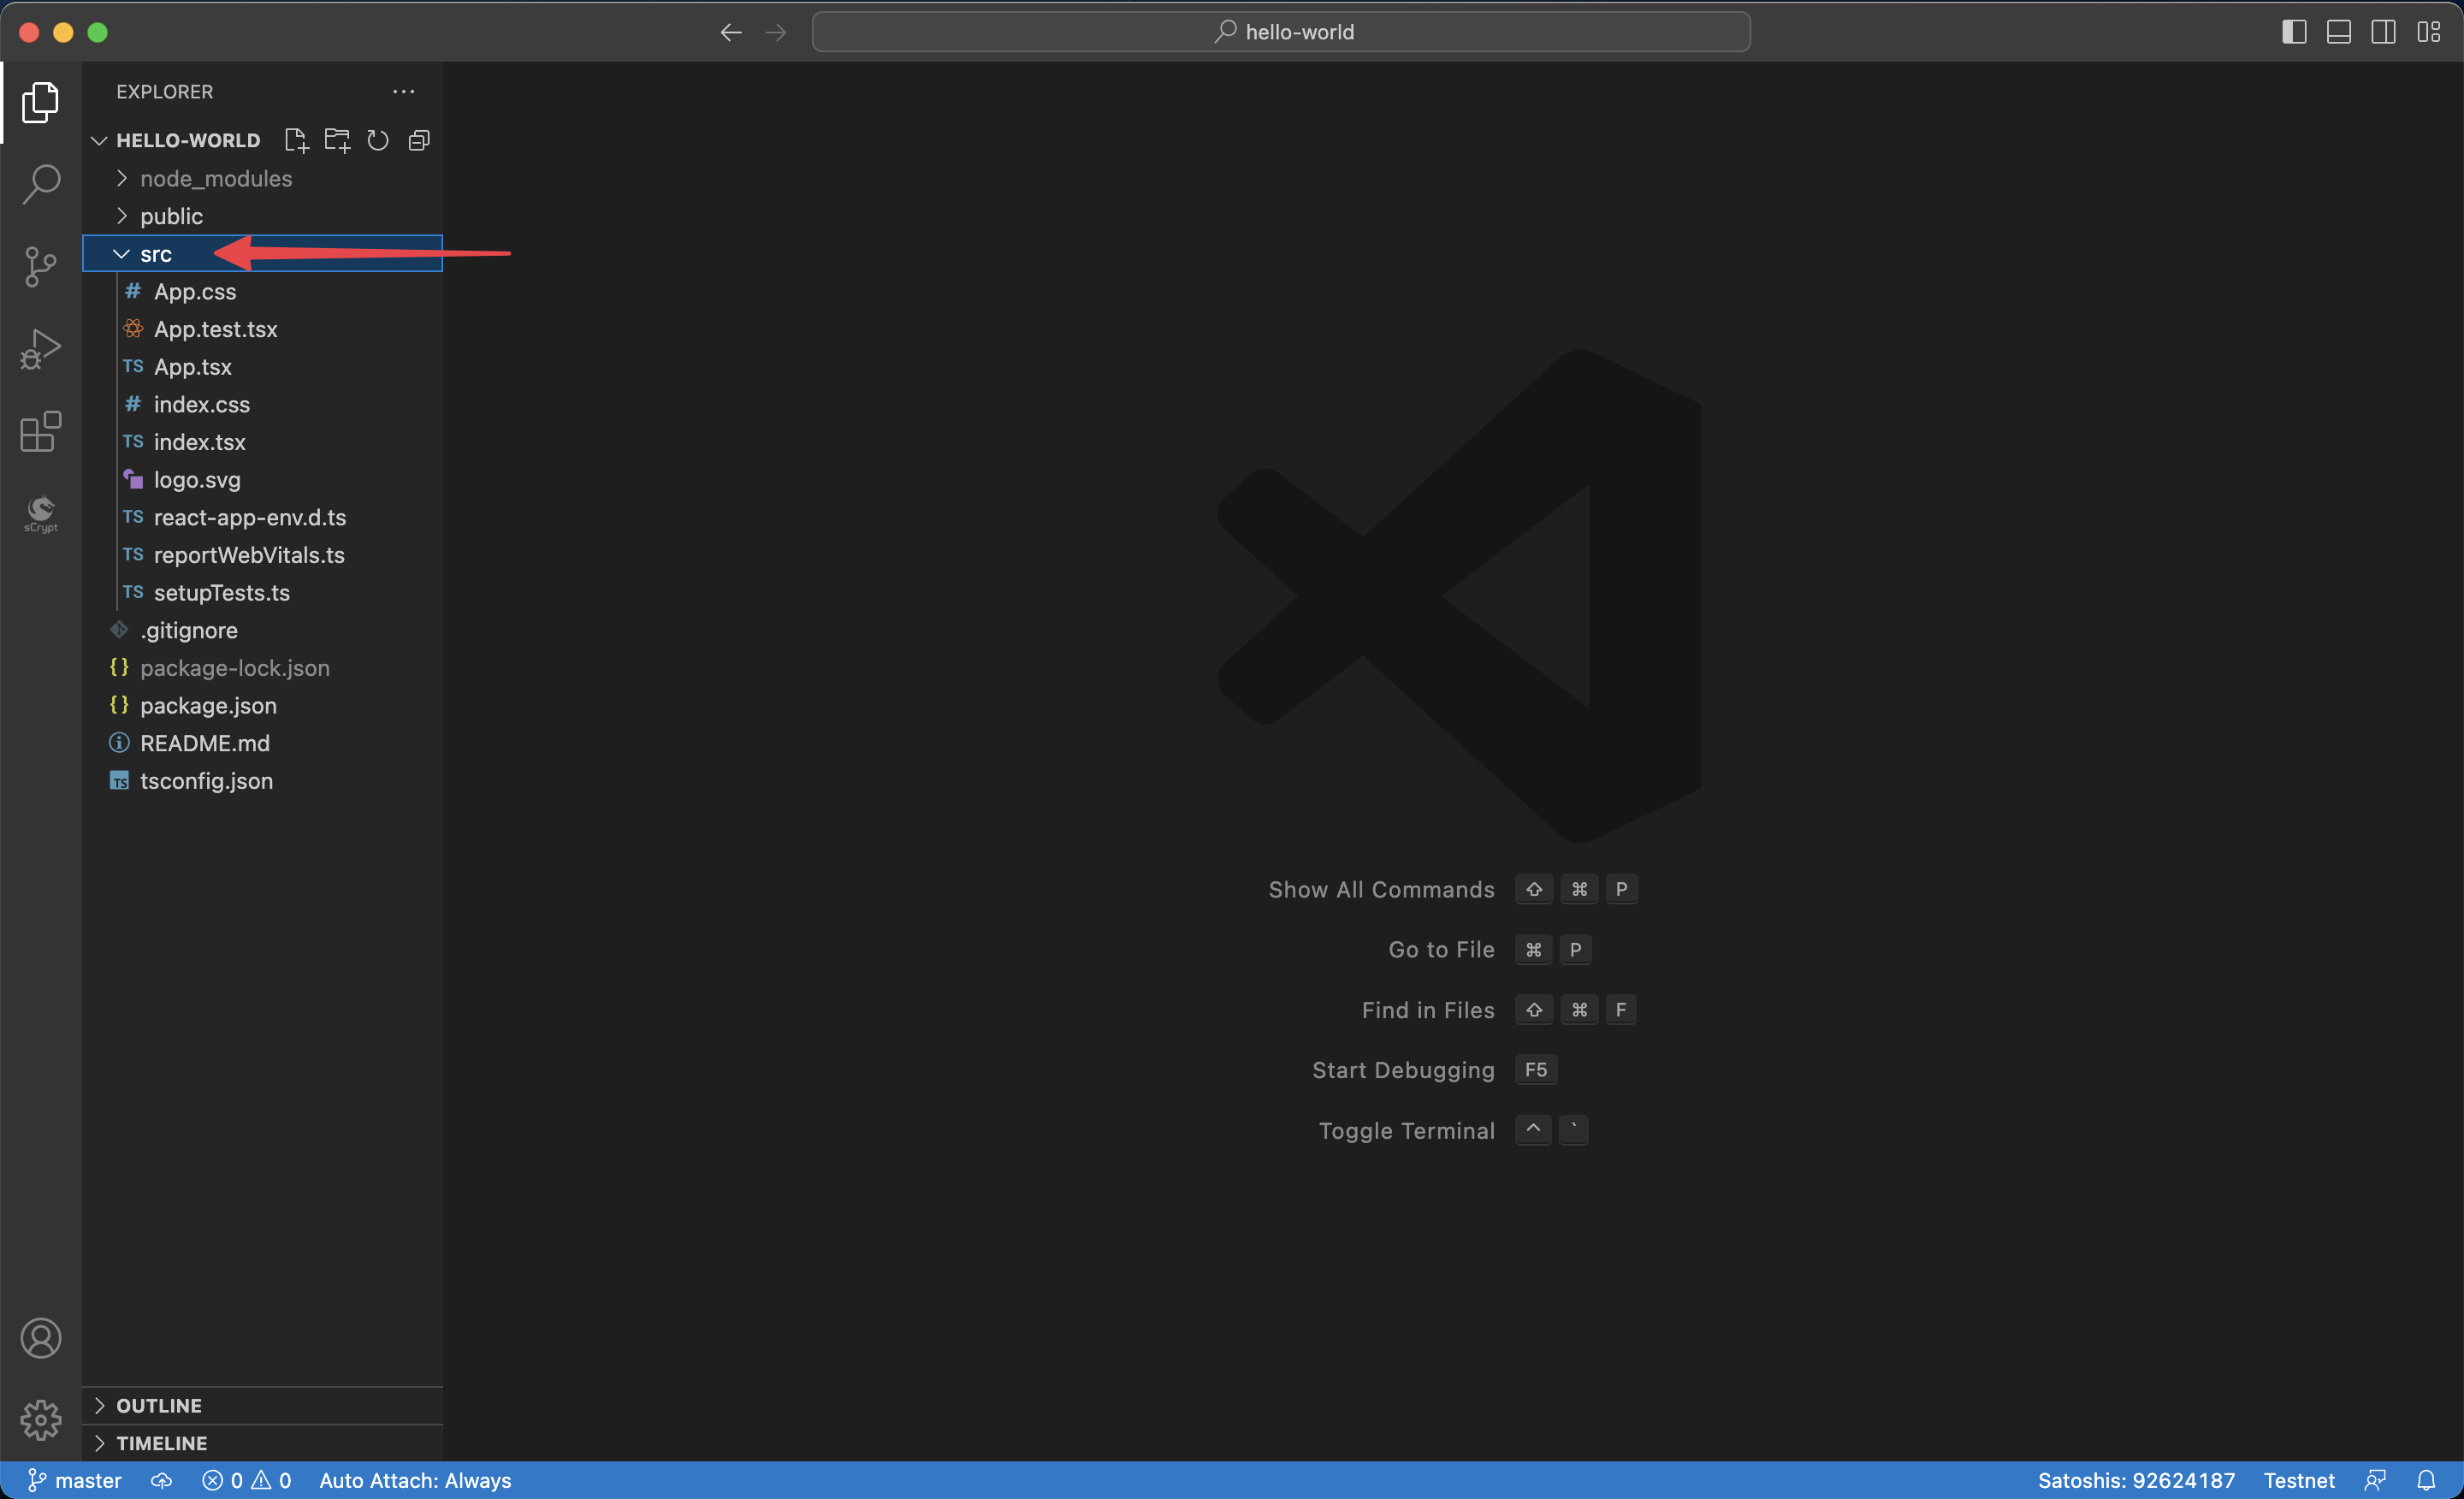 hello-world
EXPLORER
HELLO-WORLD
node_modules
public
src
# App.css
App.test.tsx
TS App.tsx
# index.css
TS index.tsx
logo.svg
TS react-app-env.d.ts
TS reportWebVitals.ts
TS setupTests.ts
.gitignore
{} package-lock.json
{} package.json
README.md
TS tsconfig.json
sCrypt
Show All Commands ⇧ ⌘ P
Go to File ⌘ P
Find in Files ⇧ ⌘ F
Start Debugging F5
Toggle Terminal ^ `
OUTLINE
TIMELINE
master 0 0 Auto Attach: Always Satoshis: 92624187 Testnet